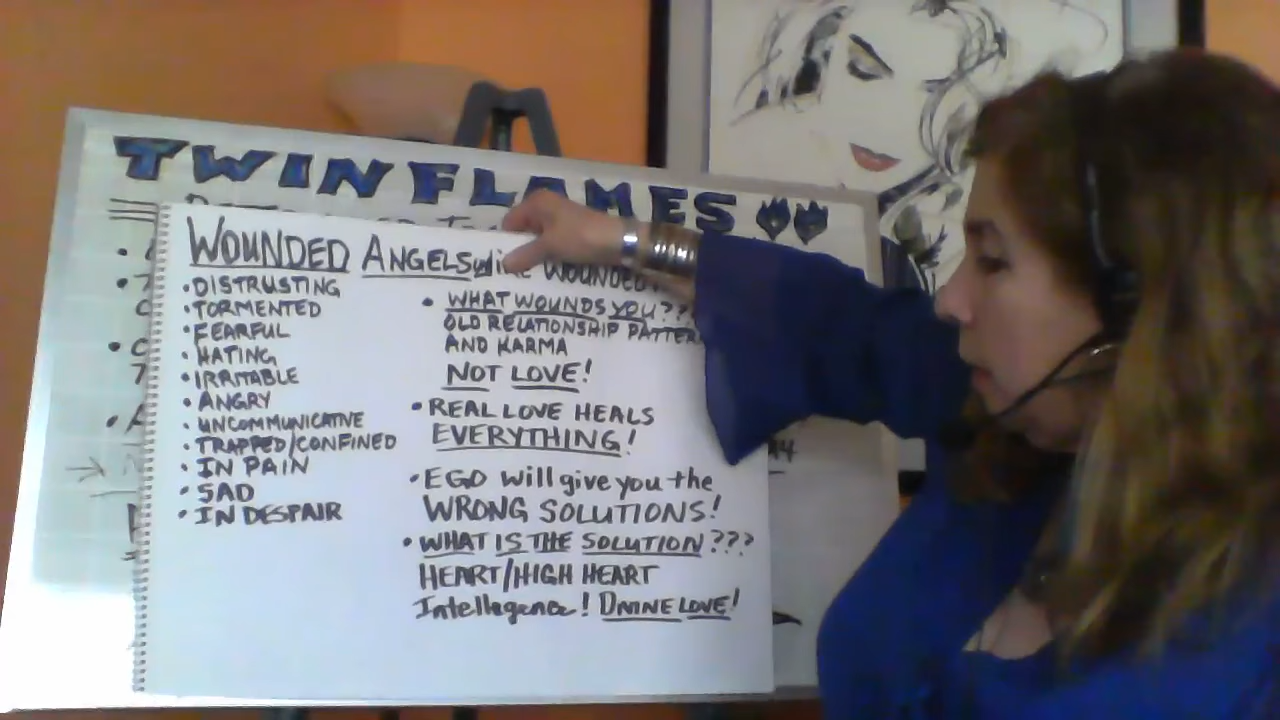 TWIN FLAMES
WOUNDED ANGELS WOUNDED
• DISTRUSTING
• TORMENTED
• FEARFUL
• HATING
• IRRITABLE
• ANGRY
• UNCOMMUNICATIVE
• TRAPPED/CONFINED
• IN PAIN
• SAD
• IN DESPAIR
• WHAT WOUNDS YOU???
OLD RELATIONSHIP PATTER
AND KARMA
NOT LOVE!
• REAL LOVE HEALS
EVERYTHING!
• EGO will give you the
WRONG SOLUTIONS!
• WHAT IS THE SOLUTION???
HEART/HIGH HEART
Intellegence! DIVINE LOVE!